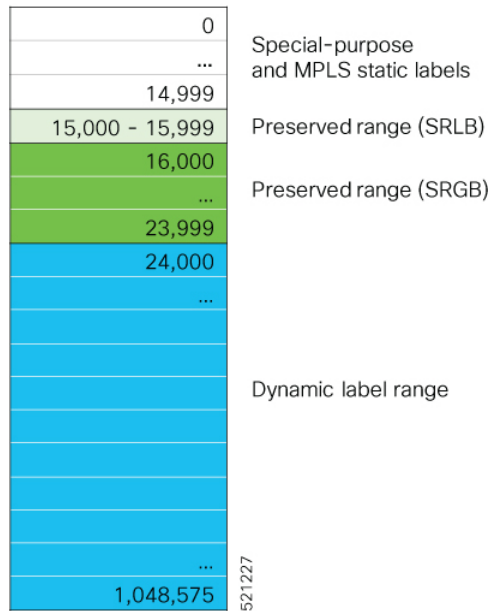 0
...
14,999
Special-purpose
and MPLS static labels
15,000 - 15,999
Preserved range (SRLB)
16,000
...
23,999
Preserved range (SRGB)
24,000
...
Dynamic label range
...
1,048,575
521227